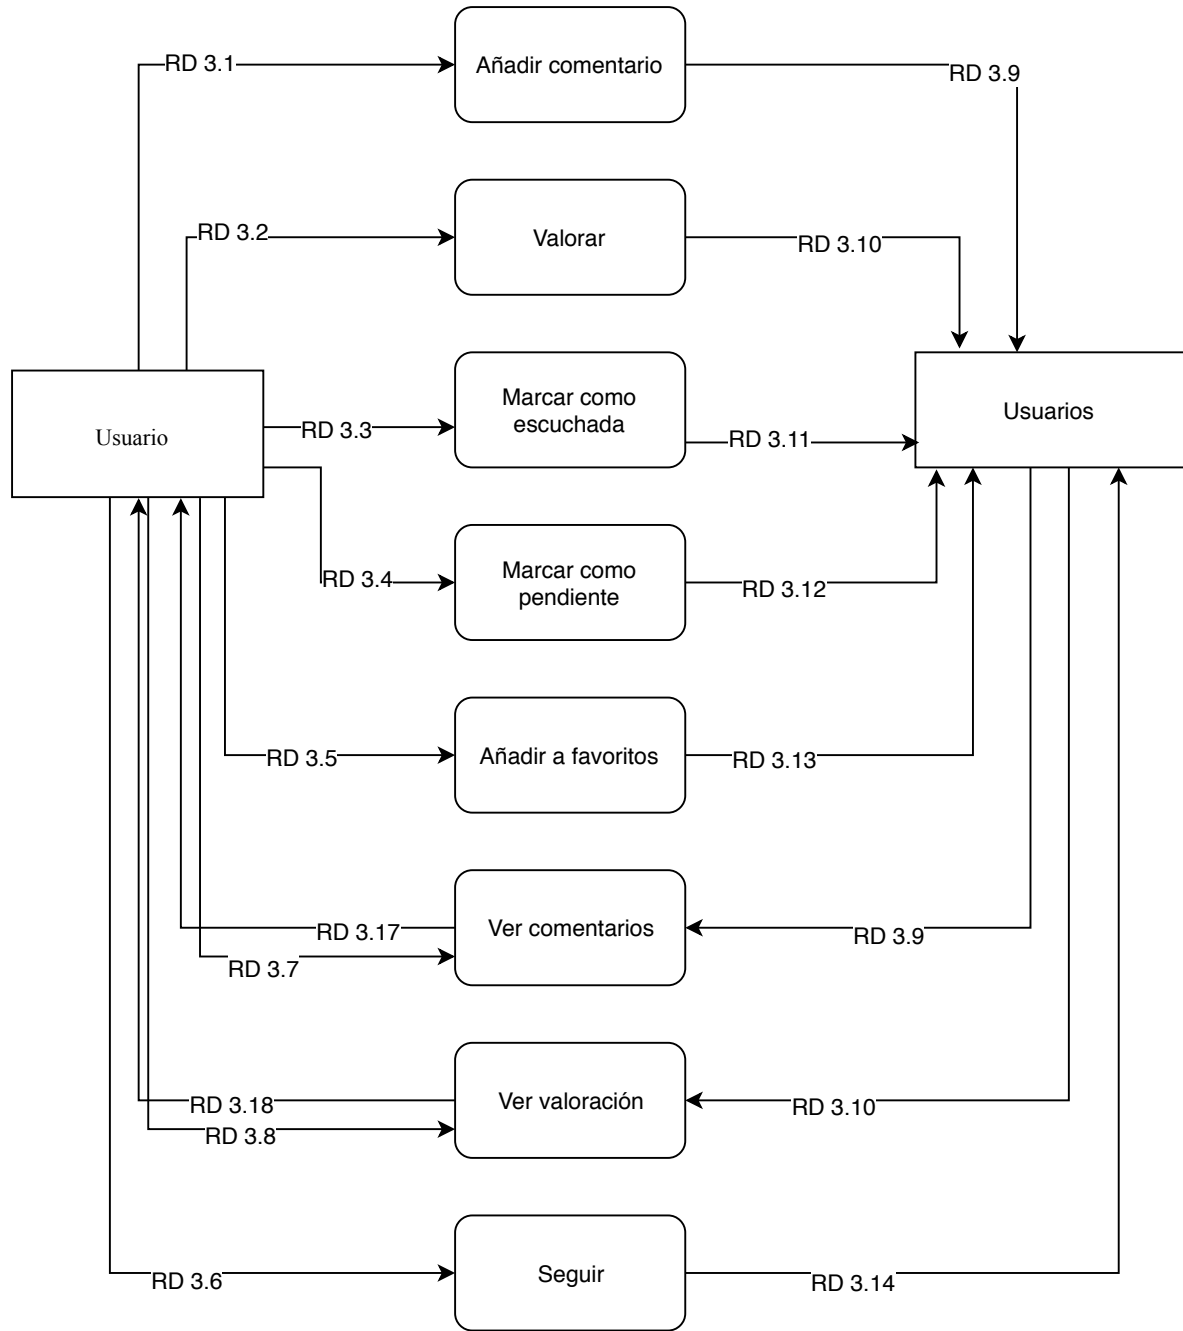 RD 3.1
Añadir comentario
RD 3.9
RD 3.2
Valorar
RD 3.10
Usuario
RD 3.3
Marcar como
escuchada
RD 3.11
Usuarios
RD 3.4
Marcar como
pendiente
RD 3.12
RD 3.5
Añadir a favoritos
RD 3.13
RD 3.17
RD 3.7
Ver comentarios
RD 3.9
RD 3.18
RD 3.8
Ver valoración
RD 3.10
RD 3.6
Seguir
RD 3.14